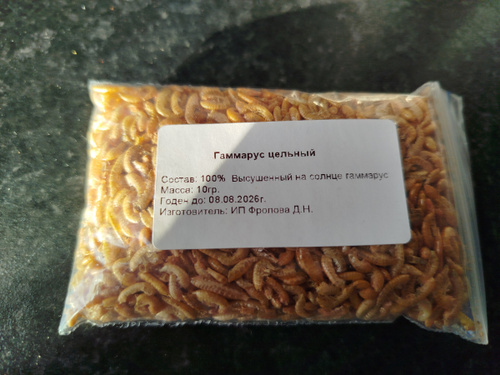 Гаммарус цельный
Состав: 100% Высушенный на солнце гаммарус
Масса: 10гр.
Годен до: 08.08.2026г.
Изготовитель: ИП Фролова Д.Н.